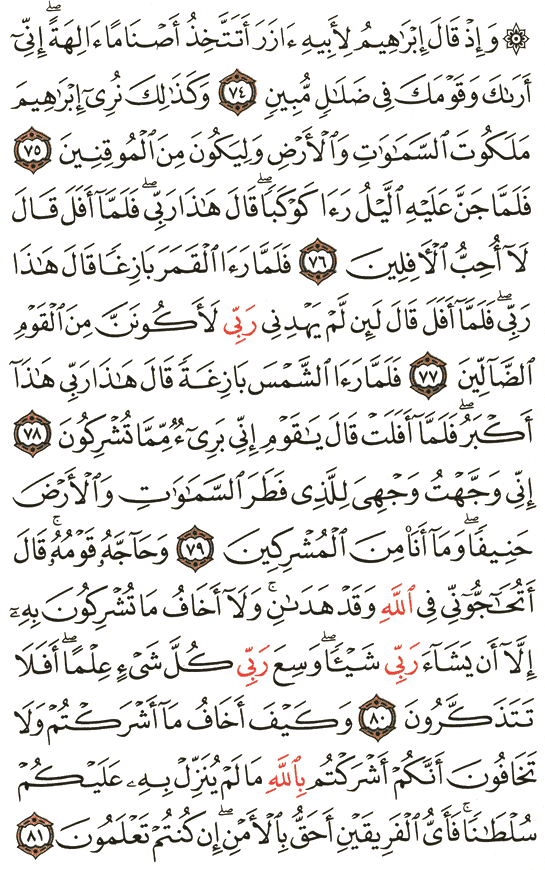 ۞ وَإِذْ قَالَ إِبْرَٰهِيمُ لِأَبِيهِ ءَازَرَ أَتَتَّخِذُ أَصْنَامًا ءَالِهَةً ۖ إِنِّىٓ
أَرَىٰكَ وَقَوْمَكَ فِى ضَلَٰلٍ مُّبِينٍ ٧٤ وَكَذَٰلِكَ نُرِىٓ إِبْرَٰهِيمَ
مَلَكُوتَ ٱلسَّمَٰوَٰتِ وَٱلْأَرْضِ وَلِيَكُونَ مِنَ ٱلْمُوقِنِينَ ٧٥
فَلَمَّا جَنَّ عَلَيْهِ ٱلَّيْلُ رَءَا كَوْكَبًا ۖ قَالَ هَٰذَا رَبِّى ۖ فَلَمَّآ أَفَلَ قَالَ
لَآ أُحِبُّ ٱلْأَفِلِينَ ٧٦ فَلَمَّا رَءَا ٱلْقَمَرَ بَازِغًا قَالَ هَٰذَا
رَبِّى ۖ فَلَمَّآ أَفَلَ قَالَ لَئِن لَّمْ يَهْدِنِى رَبِّى لَأَكُونَنَّ مِنَ ٱلْقَوْمِ
ٱلضَّآلِّينَ ٧٧ فَلَمَّا رَءَا ٱلشَّمْسَ بَازِغَةً قَالَ هَٰذَا رَبِّى هَٰذَآ
أَكْبَرُ ۖ فَلَمَّآ أَفَلَتْ قَالَ يَٰقَوْمِ إِنِّى بَرِىٓءٌ مِّمَّا تُشْرِكُونَ ٧٨
إِنِّى وَجَّهْتُ وَجْهِىَ لِلَّذِى فَطَرَ ٱلسَّمَٰوَٰتِ وَٱلْأَرْضَ
حَنِيفًا ۖ وَمَآ أَنَا۠ مِنَ ٱلْمُشْرِكِينَ ٧٩ وَحَآجَّهُۥ قَوْمُهُۥ ۚ قَالَ
أَتُحَٰٓجُّوٓنِّى فِى ٱللَّهِ وَقَدْ هَدَىٰنِ ۚ وَلَآ أَخَافُ مَا تُشْرِكُونَ بِهِۦٓ
إِلَّآ أَن يَشَآءَ رَبِّى شَيْـًٔا ۗ وَسِعَ رَبِّى كُلَّ شَىْءٍ عِلْمًا ۗ أَفَلَا
تَتَذَكَّرُونَ ٨٠ وَكَيْفَ أَخَافُ مَآ أَشْرَكْتُمْ وَلَا
تَخَافُونَ أَنَّكُمْ أَشْرَكْتُم بِٱللَّهِ مَا لَمْ يُنَزِّلْ بِهِۦ عَلَيْكُمْ
سُلْطَٰنًا ۚ فَأَىُّ ٱلْفَرِيقَيْنِ أَحَقُّ بِٱلْأَمْنِ ۖ إِن كُنتُمْ تَعْلَمُونَ ٨١